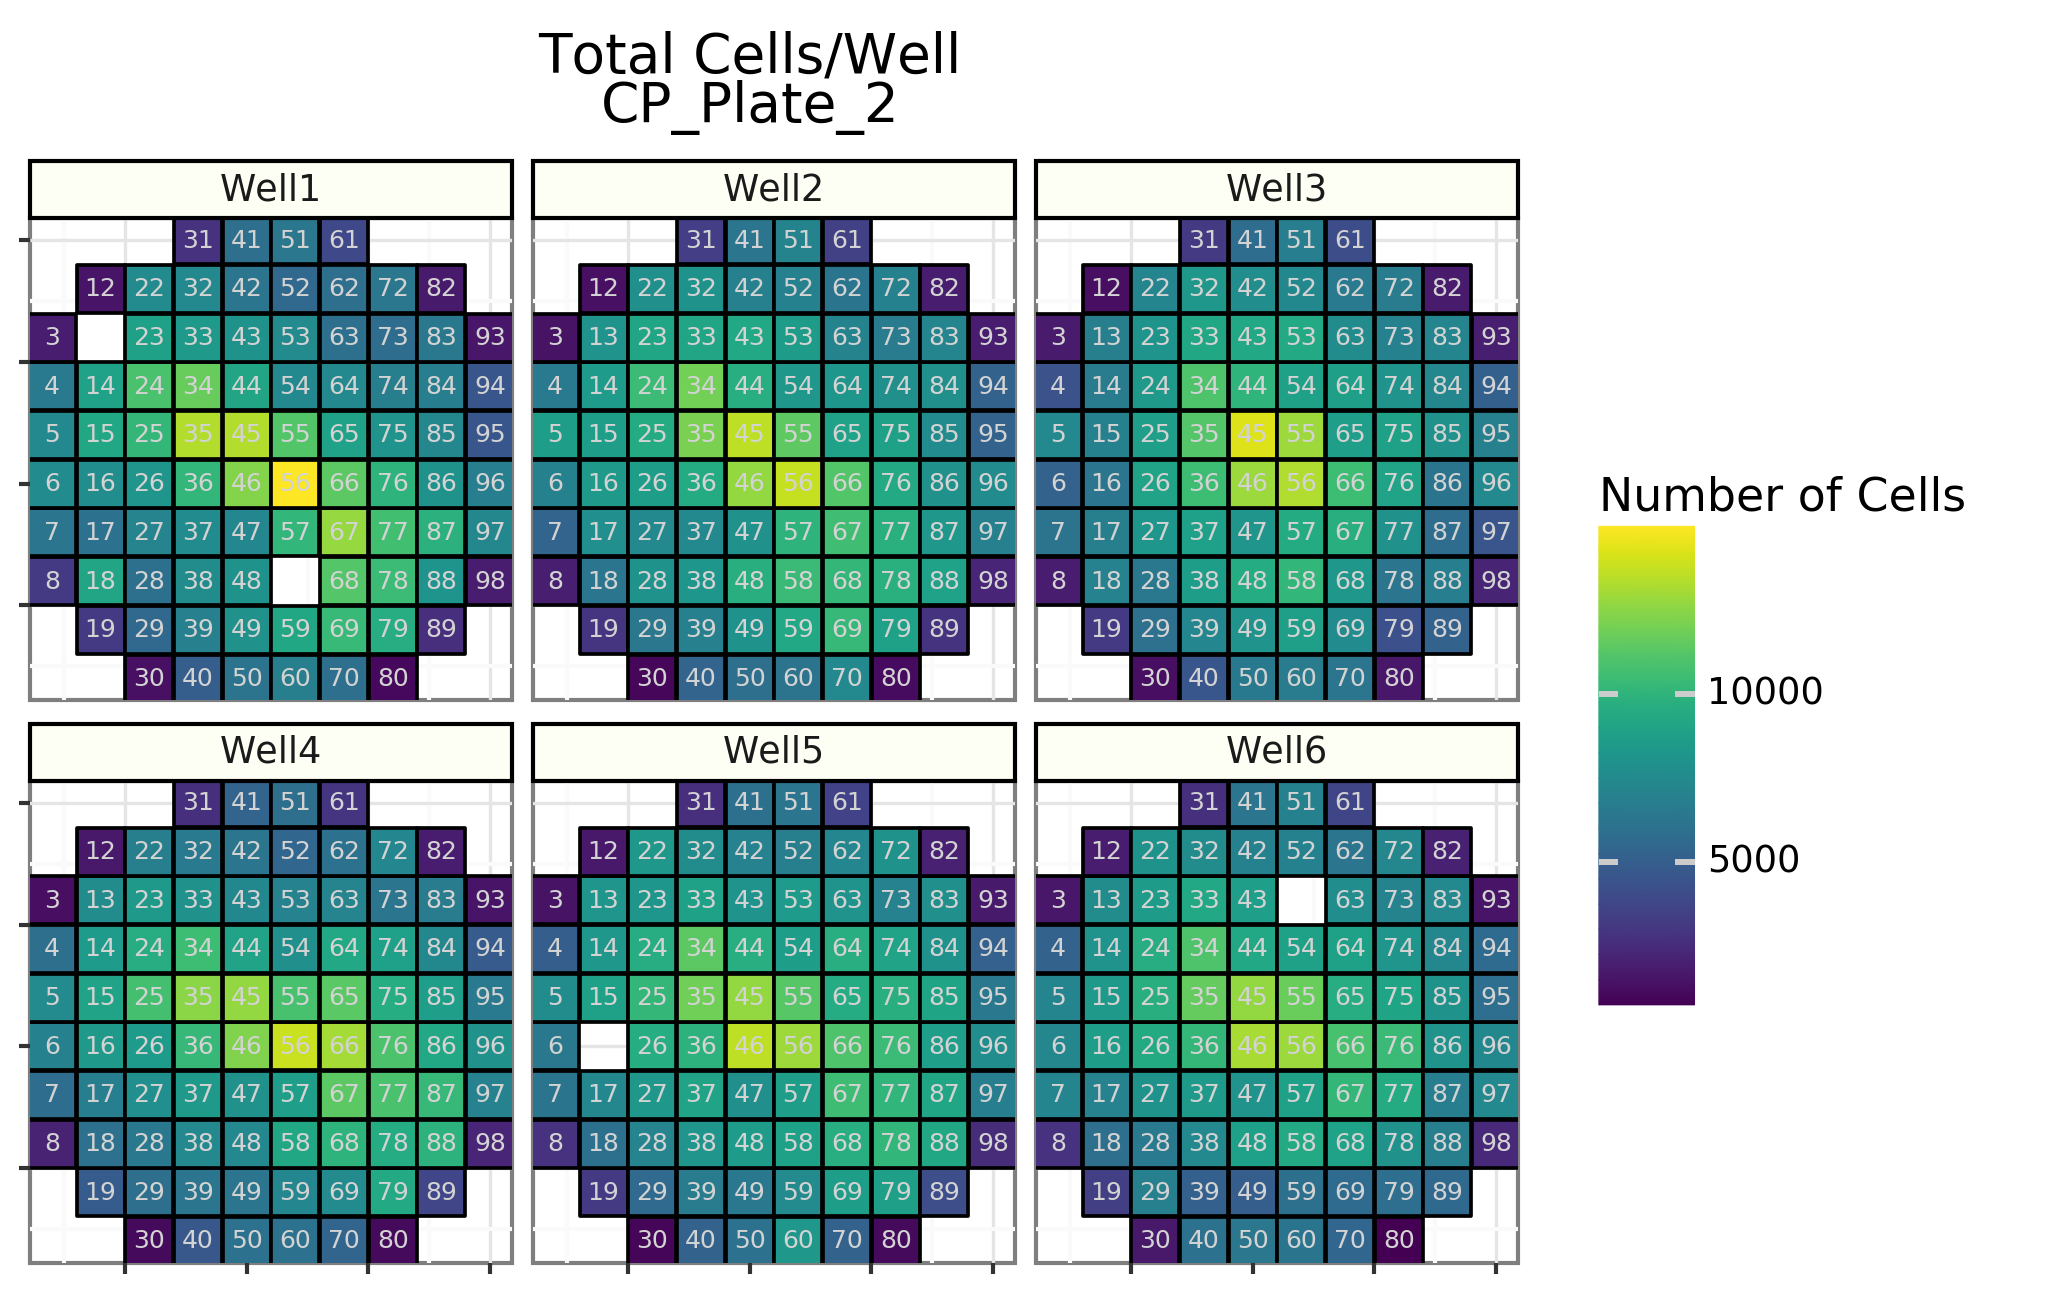 Total Cells/Well
CP_Plate_2
Well1 Well2 Well3
31 41 51 61 31 41 51 61 31 41 51 61
12 22 32 42 52 62 72 82 12 22 32 42 52 62 72 82 12 22 32 42 52 62 72 82
3 23 33 43 53 63 73 83 93 3 13 23 33 43 53 63 73 83 93 3 13 23 33 43 53 63 73 83 93
4 14 24 34 44 54 64 74 84 94 4 14 24 34 44 54 64 74 84 94 4 14 24 34 44 54 64 74 84 94
5 15 25 35 45 55 65 75 85 95 5 15 25 35 45 55 65 75 85 95 5 15 25 35 45 55 65 75 85 95
6 16 26 36 46 56 66 76 86 96 6 16 26 36 46 56 66 76 86 96 6 16 26 36 46 56 66 76 86 96
Number of Cells
7 17 27 37 47 57 67 77 87 97 7 17 27 37 47 57 67 77 87 97 7 17 27 37 47 57 67 77 87 97
8 18 28 38 48 68 78 88 98 8 18 28 38 48 58 68 78 88 98 8 18 28 38 48 58 68 78 88 98
19 29 39 49 59 69 79 89 19 29 39 49 59 69 79 89 19 29 39 49 59 69 79 89
30 40 50 60 70 80 30 40 50 60 70 80 30 40 50 60 70 80
10000
Well4 Well5 Well6
31 41 51 61 31 41 51 61 31 41 51 61
12 22 32 42 52 62 72 82 12 22 32 42 52 62 72 82 12 22 32 42 52 62 72 82
5000
3 13 23 33 43 53 63 73 83 93 3 13 23 33 43 53 63 73 83 93 3 13 23 33 43 63 73 83 93
4 14 24 34 44 54 64 74 84 94 4 14 24 34 44 54 64 74 84 94 4 14 24 34 44 54 64 74 84 94
5 15 25 35 45 55 65 75 85 95 5 15 25 35 45 55 65 75 85 95 5 15 25 35 45 55 65 75 85 95
6 16 26 36 46 56 66 76 86 96 6 26 36 46 56 66 76 86 96 6 16 26 36 46 56 66 76 86 96
7 17 27 37 47 57 67 77 87 97 7 17 27 37 47 57 67 77 87 97 7 17 27 37 47 57 67 77 87 97
8 18 28 38 48 58 68 78 88 98 8 18 28 38 48 58 68 78 88 98 8 18 28 38 48 58 68 78 88 98
19 29 39 49 59 69 79 89 19 29 39 49 59 69 79 89 19 29 39 49 59 69 79 89
30 40 50 60 70 80 30 40 50 60 70 80 30 40 50 60 70 80